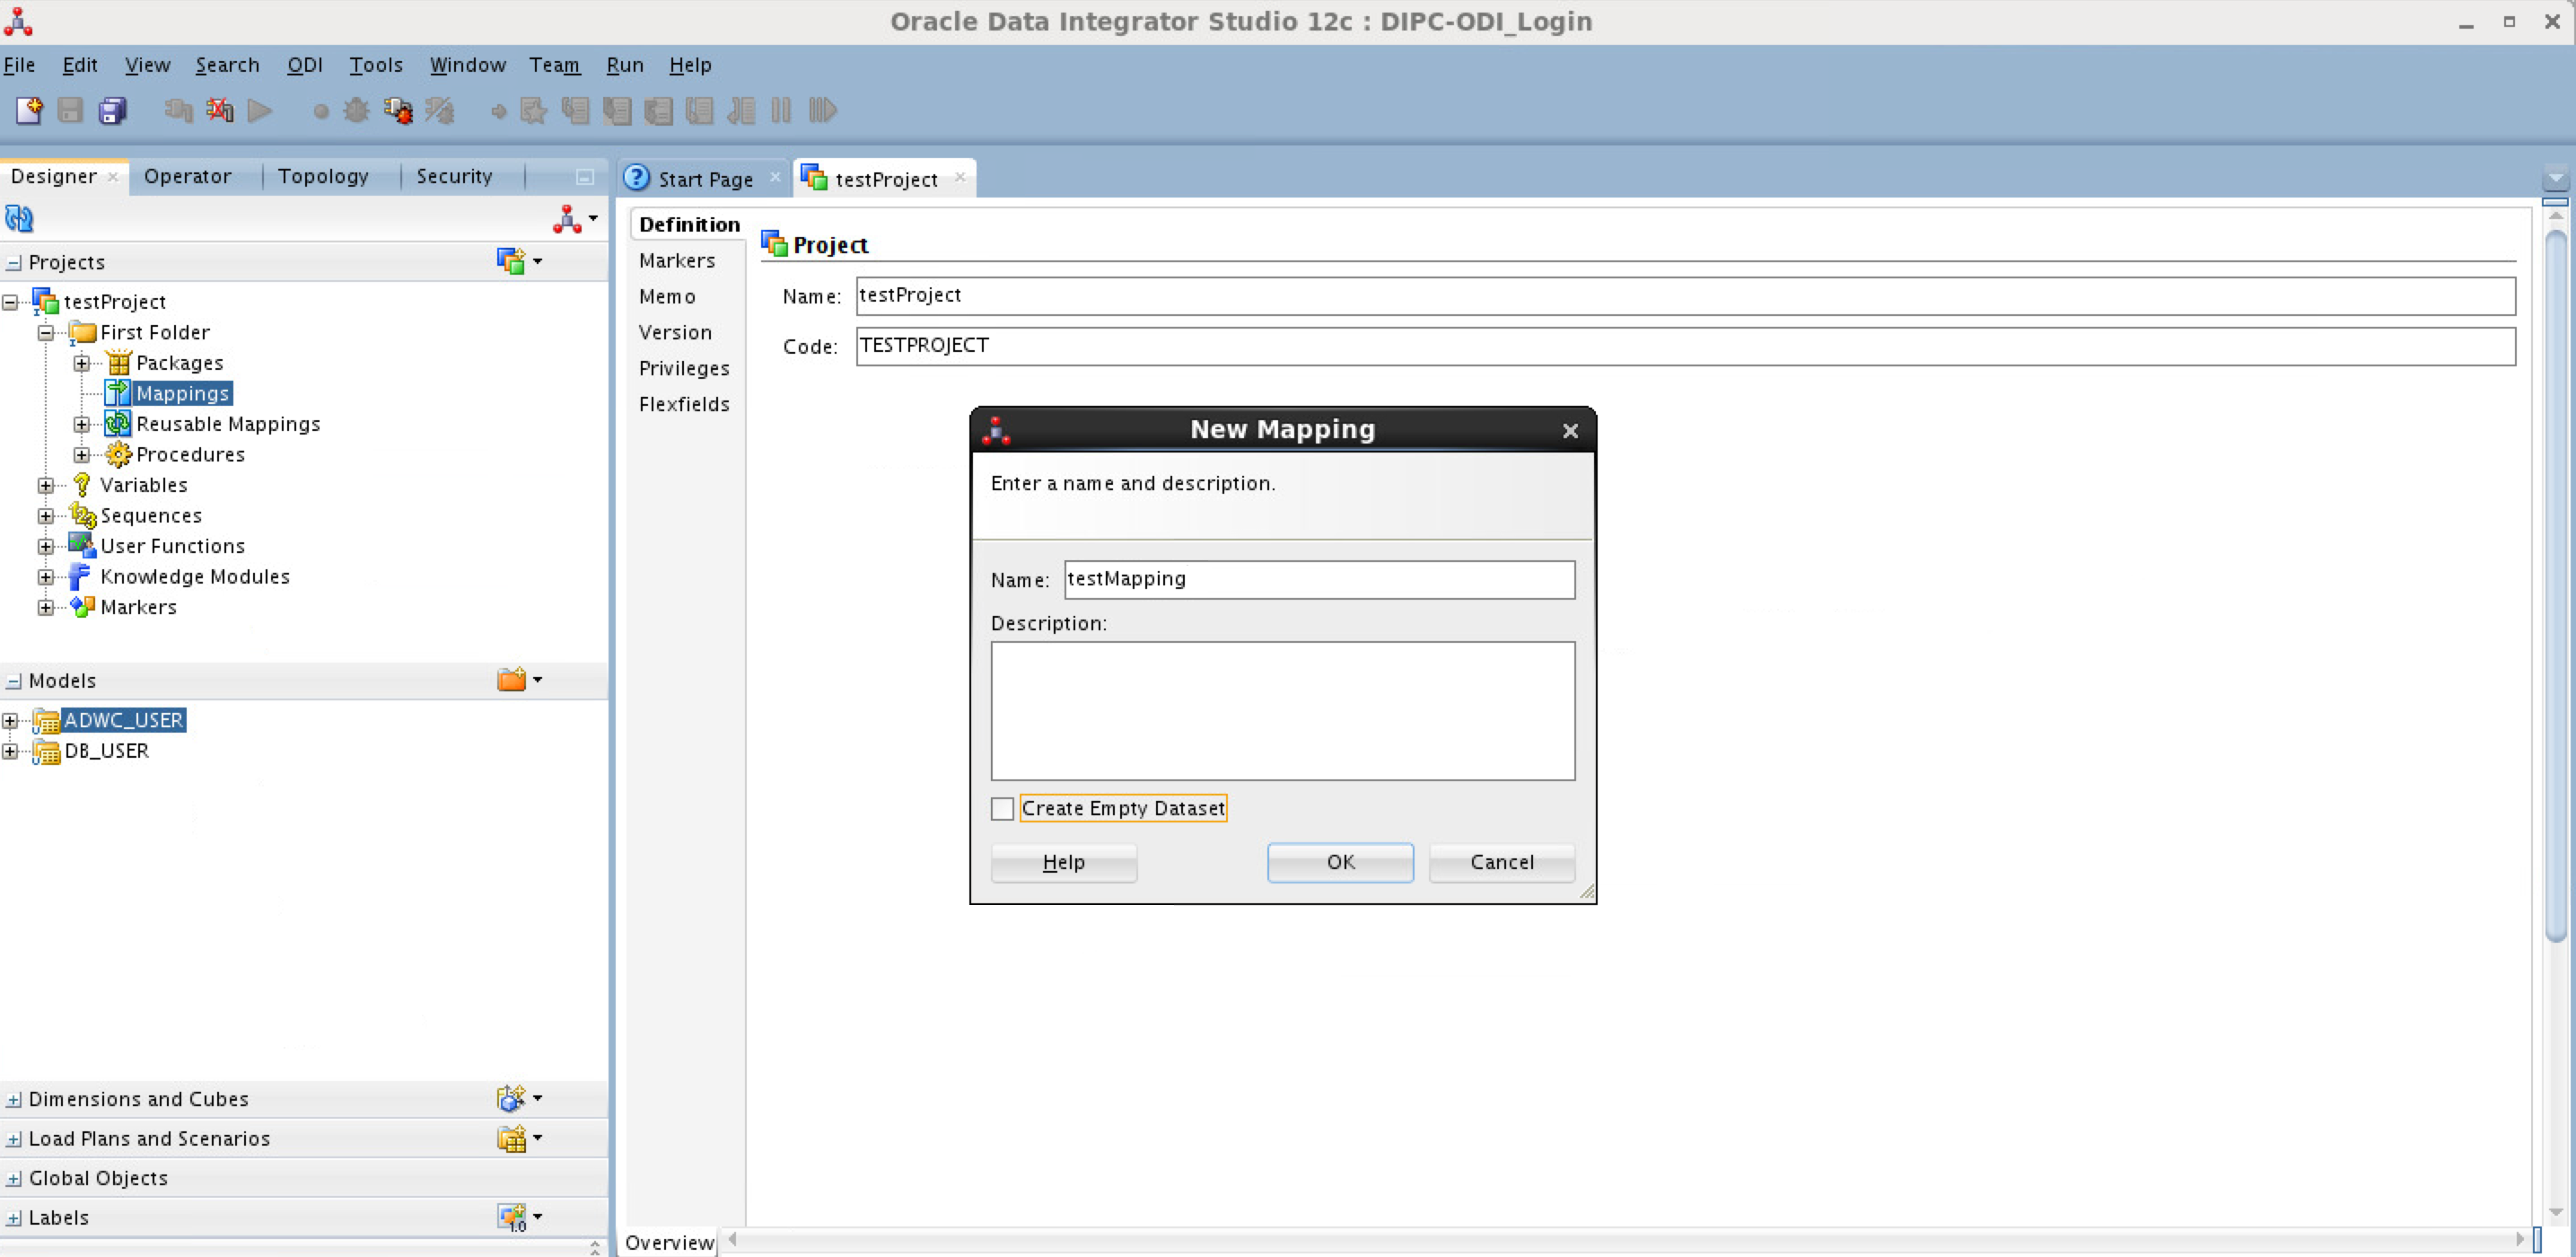 Oracle Data Integrator Studio 12c : DIPC-ODI_Login
File Edit View Search ODI Tools Window Team Run Help
Designer Operator Topology Security
Start Page testProject
Projects
testProject
First Folder
Packages
Mappings
Reusable Mappings
Procedures
Variables
Sequences
User Functions
Knowledge Modules
Markers
Models
ADWC_USER
DB_USER
Dimensions and Cubes
Load Plans and Scenarios
Global Objects
Labels
1.0
Definition
Markers
Memo
Version
Privileges
Flexfields
Project
Name: testProject
Code: TESTPROJECT
New Mapping
Enter a name and description.
Name: testMapping
Description:
Create Empty Dataset
Help OK Cancel
Overview